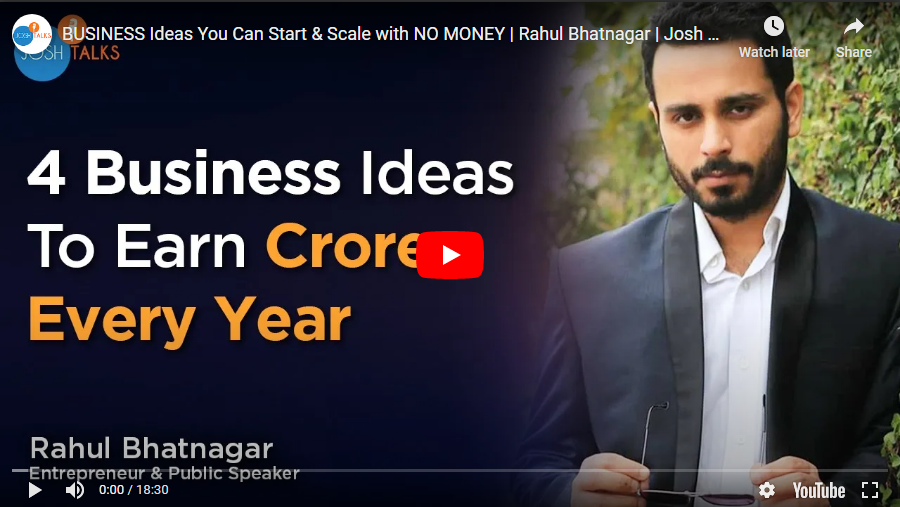 BUSINESS Ideas You Can Start & Scale with NO MONEY | Rahul Bhatnagar | Josh ...
Watch later
Share
JOSH TALKS
4 Business Ideas
To Earn Crore
Every Year
Rahul Bhatnagar
Entrepreneur & Public Speaker
0:00 / 18:30
YouTube